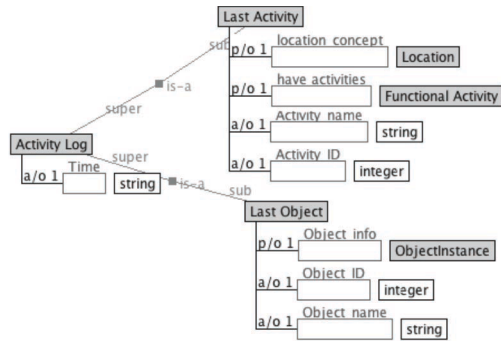 Last Activity
sub
p/o 1 location concept
Location
is-a
p/o 1 have activities
Functional Activity
super
a/o 1 Activity name
string
Activity Log
super
a/o 1 Activity ID
integer
a/o 1 Time
string
is-a
sub
Last Object
p/o 1 Object info
ObjectInstance
a/o 1 Object ID
integer
a/o 1 Object name
string